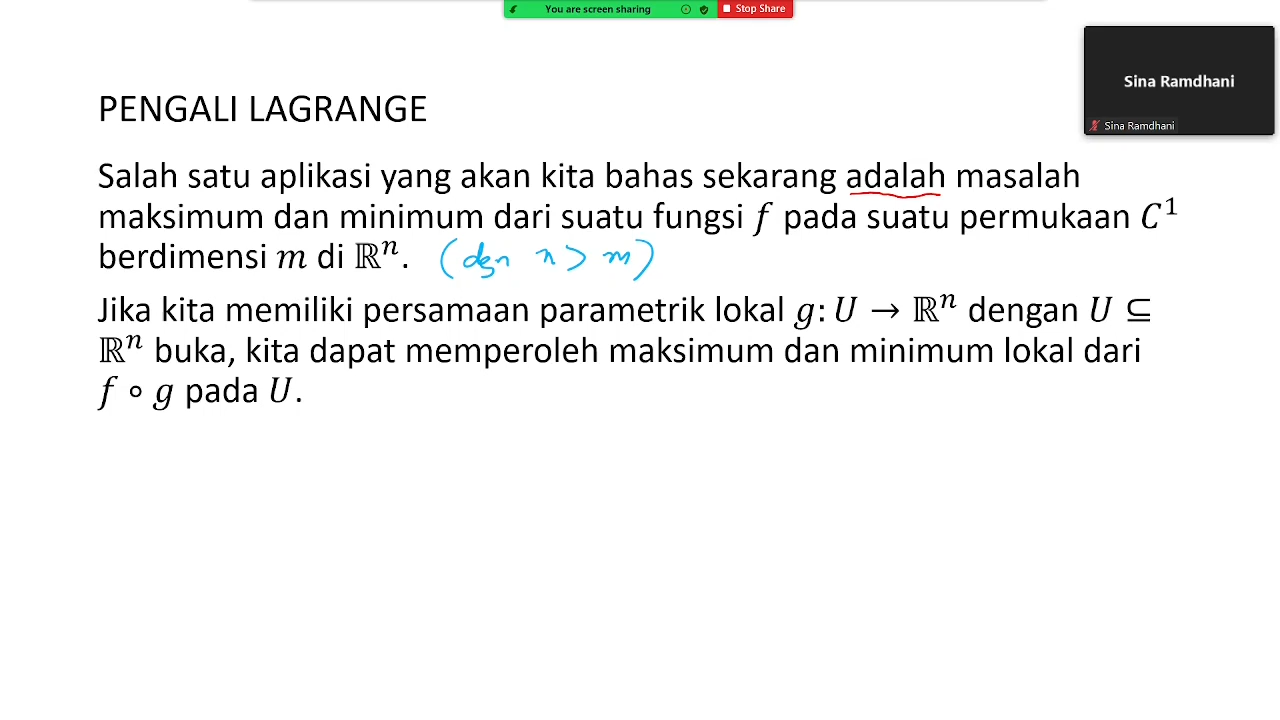 You are screen sharing
Stop Share
Sina Ramdhani
Sina Ramdhani
PENGALI LAGRANGE
Salah satu aplikasi yang akan kita bahas sekarang adalah masalah
maksimum dan minimum dari suatu fungsi f pada suatu permukaan C¹
berdimensi m di ℝⁿ. (dgn n > m)
Jika kita memiliki persamaan parametrik lokal g: U → ℝⁿ dengan U ⊆
ℝⁿ buka, kita dapat memperoleh maksimum dan minimum lokal dari
f ∘ g pada U.